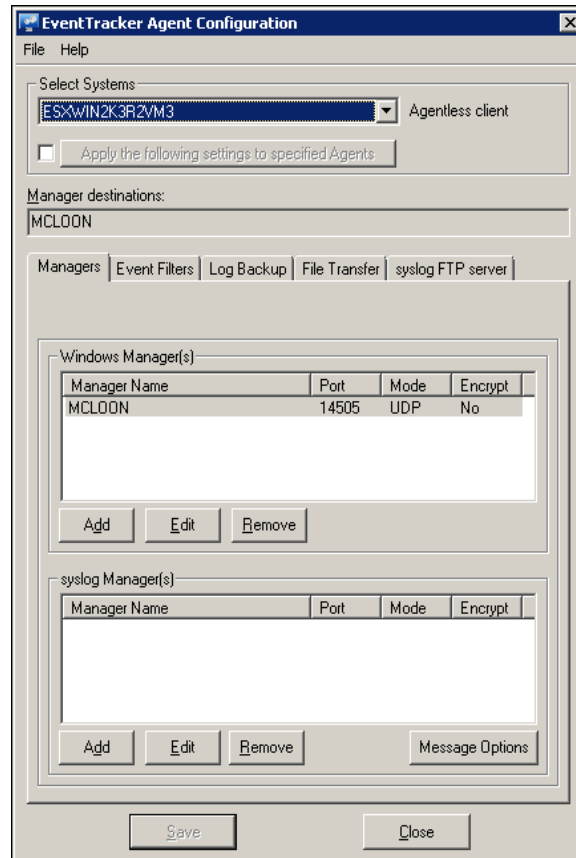 EventTracker Agent Configuration
File Help
Select Systems
ESXWIN2K3R2VM3 Agentless client
Apply the following settings to specified Agents
Manager destinations:
MCLOON
Managers Event Filters Log Backup File Transfer syslog FTP server
Windows Manager(s)
Manager Name Port Mode Encrypt
MCLOON 14505 UDP No
Add Edit Remove
syslog Manager(s)
Manager Name Port Mode Encrypt
Add Edit Remove Message Options
Save Close